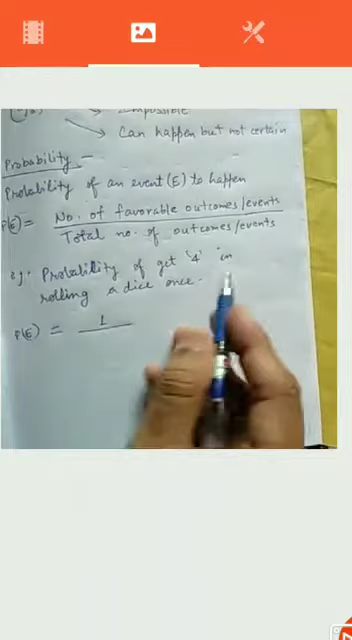 Impossible
Can happen but not certain
Probability -
Probability of an event (E) to happen
P(E) = No. of favorable outcomes/events
Total no. of outcomes/events
Probability of get '4' in
rolling a dice once.
P(E) = 1